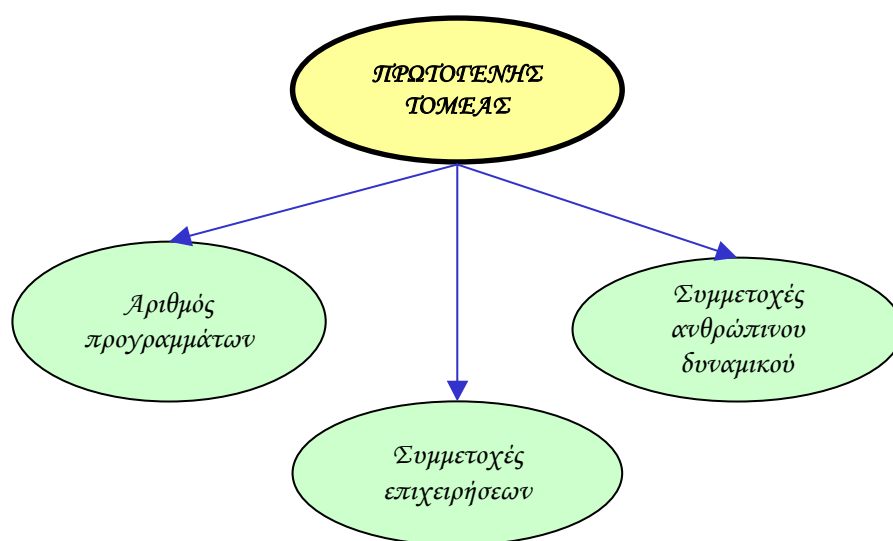 ΠΡΩΤΟΓΕΝΗΣ
ΤΟΜΕΑΣ
Αριθμός
προγραμμάτων
Συμμετοχές
ανθρώπινου
δυναμικού
Συμμετοχές
επιχειρήσεων